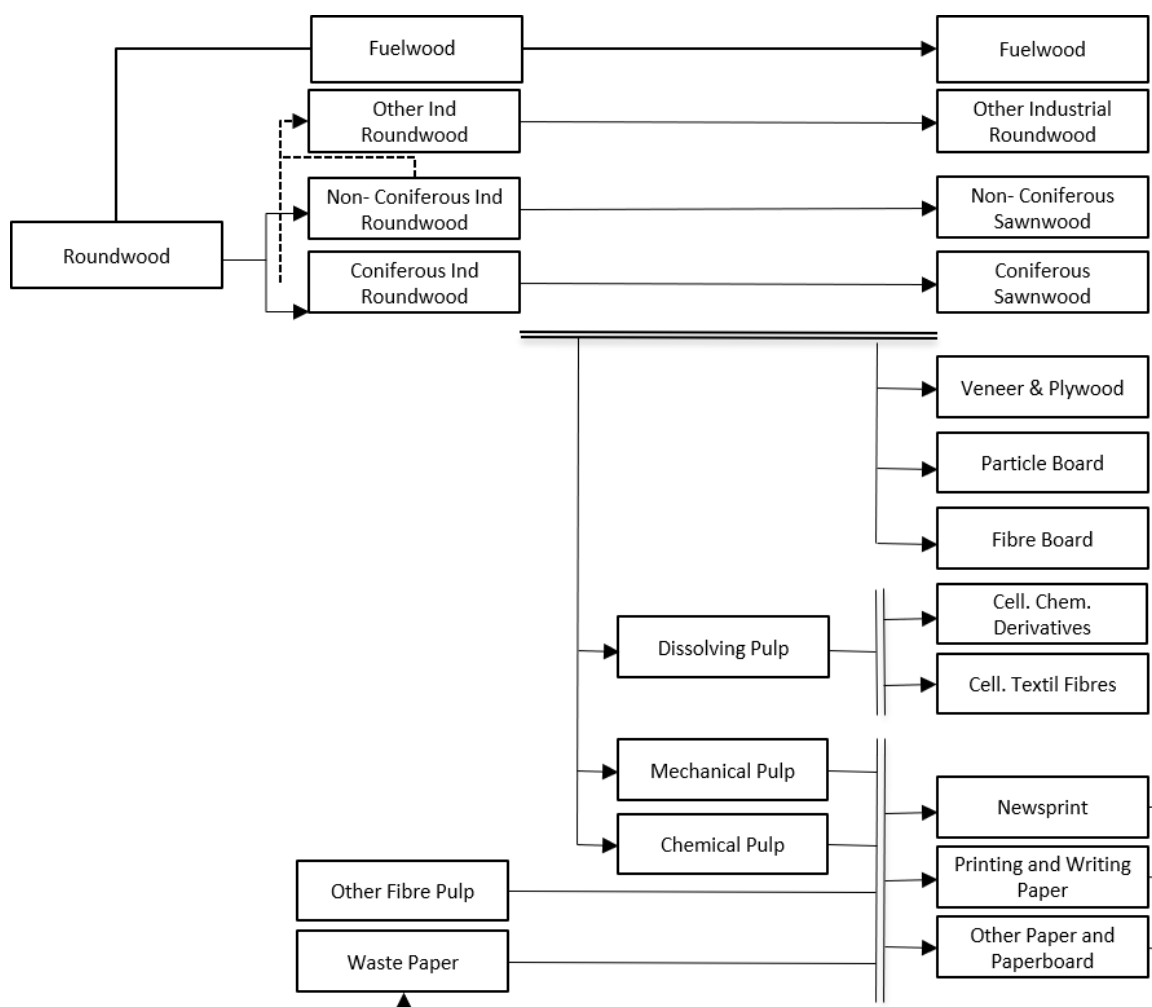 Fuelwood
Fuelwood
Other Ind
Roundwood
Other Industrial
Roundwood
Non- Coniferous Ind
Roundwood
Non- Coniferous
Sawnwood
Roundwood
Coniferous Ind
Roundwood
Coniferous
Sawnwood
Veneer & Plywood
Particle Board
Fibre Board
Dissolving Pulp
Cell. Chem.
Derivatives
Cell. Textil Fibres
Mechanical Pulp
Chemical Pulp
Newsprint
Other Fibre Pulp
Printing and Writing
Paper
Waste Paper
Other Paper and
Paperboard